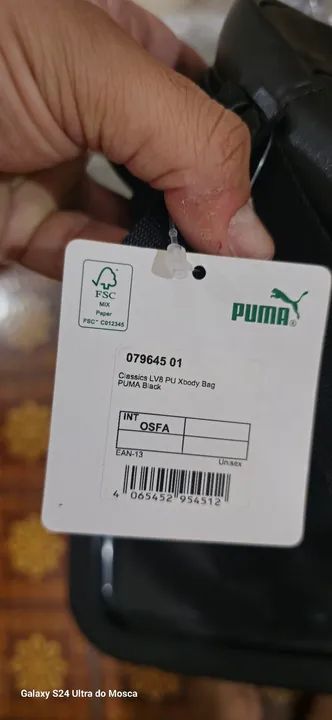 FSC
MIX
Paper
FSC™ C012345
PUMA®
079645 01
Classics LV8 PU Xbody Bag
PUMA Black
INT
OSFA
EAN-13
Unisex
4 065452 954512
Galaxy S24 Ultra do Mosca